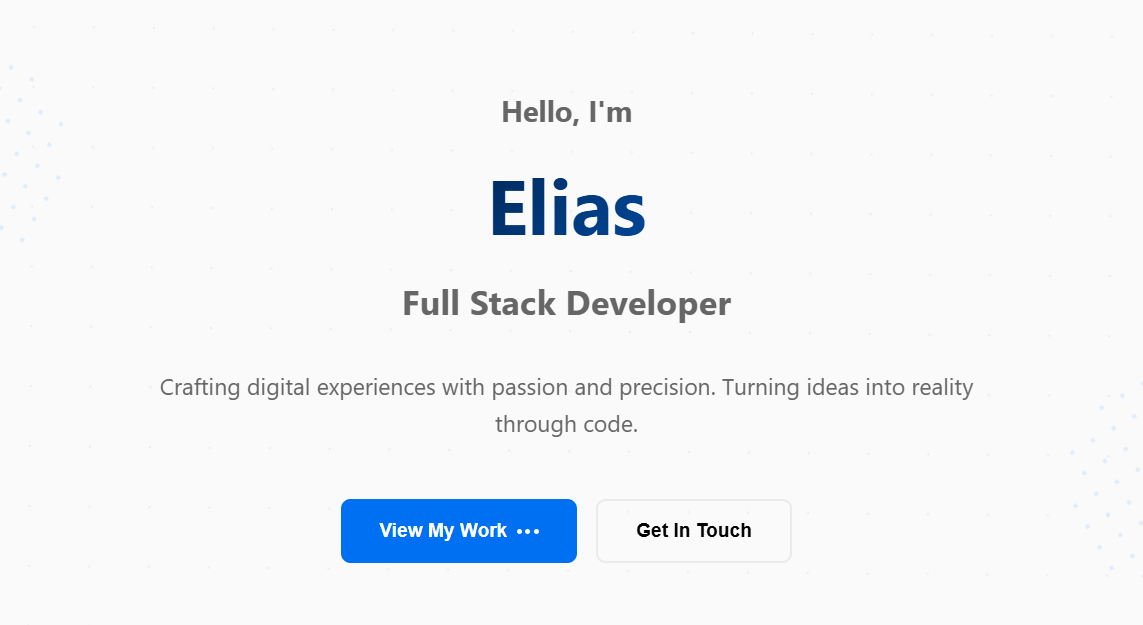 Hello, I'm
Elias
Full Stack Developer
Crafting digital experiences with passion and precision. Turning ideas into reality
through code.
View My Work •••
Get In Touch